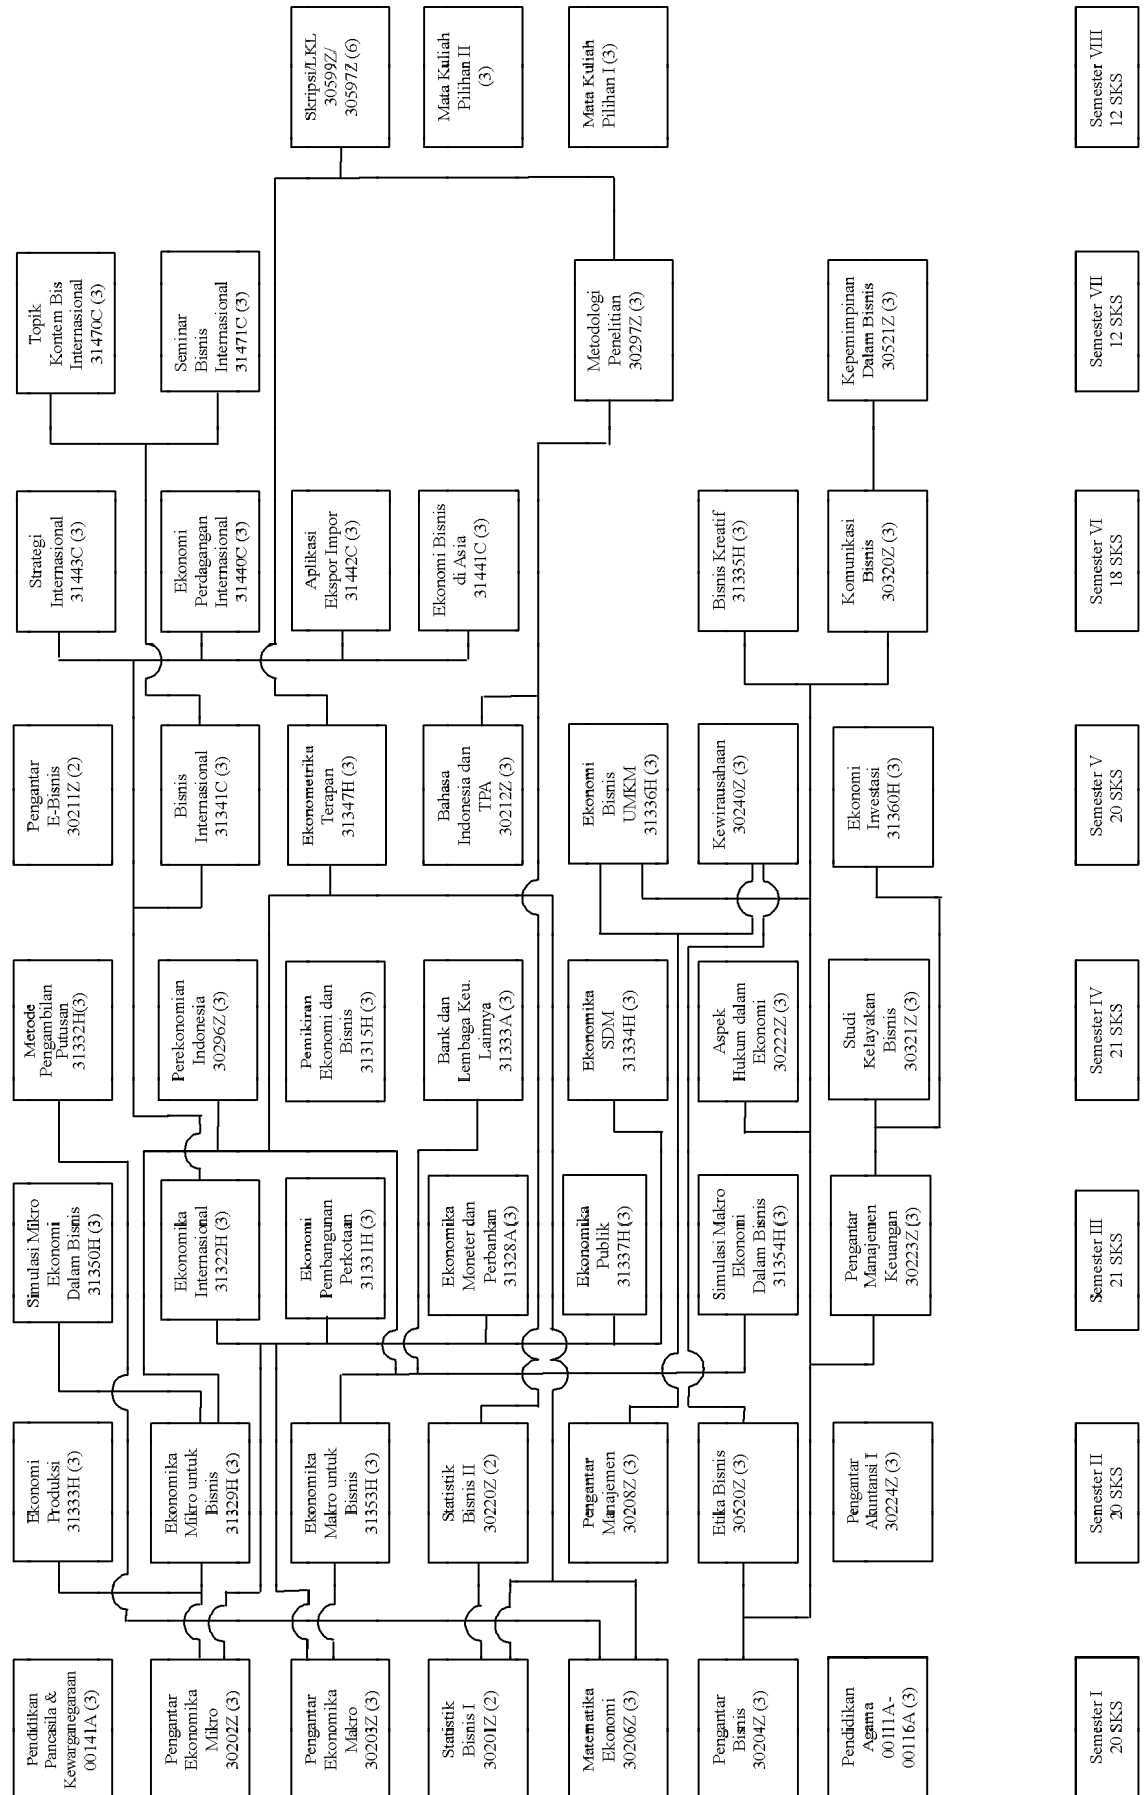 Skripsi/LKL
30599Z/
30597Z (6)
Mata Kuliah
Pilihan II
(3)
Mata Kuliah
Pilihan I (3)
Semester VIII
12 SKS
Topik
Kontem Bis
Internasional
31470C (3)
Seminar
Bisnis
Internasional
31471C (3)
Metodologi
Penelitian
30297Z (3)
Kepemimpinan
Dalam Bisnis
30521Z (3)
Semester VII
12 SKS
Strategi
Internasional
31443C (3)
Ekonomi
Perdagangan
Internasional
31440C (3)
Aplikasi
Ekspor Impor
31442C (3)
Ekonomi Bisnis
di Asia
31441C (3)
Bisnis Kreatif
31335H (3)
Komunikasi
Bisnis
30320Z (3)
Semester VI
18 SKS
Pengantar
E-Bisnis
30211Z (2)
Bisnis
Internasional
31341C (3)
Ekonometrika
Terapan
31347H (3)
Bahasa
Indonesia dan
TPA
30212Z (3)
Ekonomi
Bisnis
UMKM
31336H (3)
Kewirausahaan
30240Z (3)
Ekonomi
Investasi
31360H (3)
Semester V
20 SKS
Metode
Pengambilan
Putusan
31332H(3)
Perekonomian
Indonesia
30296Z (3)
Pemikiran
Ekonomi dan
Bisnis
31315H (3)
Bank dan
Lembaga Keu.
Lainnya
31333A (3)
Ekonomika
SDM
31334H (3)
Aspek
Hukum dalam
Ekonomi
30222Z (3)
Studi
Kelayakan
Bisnis
30321Z (3)
Semester IV
21 SKS
Simulasi Mikro
Ekonomi
Dalam Bisnis
31350H (3)
Ekonomika
Internasional
31322H (3)
Ekonomi
Pembangunan
Perkotaan
31331H (3)
Ekonomika
Moneter dan
Perbankan
31328A (3)
Ekonomika
Publik
31337H (3)
Simulasi Makro
Ekonomi
Dalam Bisnis
31354H (3)
Pengantar
Manajemen
Keuangan
30223Z (3)
Semester III
21 SKS
Ekonomi
Produksi
31333H (3)
Ekonomika
Mikro untuk
Bisnis
31329H (3)
Ekonomika
Makro untuk
Bisnis
31353H (3)
Statistik
Bisnis II
30220Z (2)
Pengantar
Manajemen
30208Z (3)
Etika Bisnis
30520Z (3)
Pengantar
Akuntansi I
30224Z (3)
Semester II
20 SKS
Pendidikan
Pancasila &
Kewarganegaraan
00141A (3)
Pengantar
Ekonomika
Mikro
30202Z (3)
Pengantar
Ekonomika
Makro
30203Z (3)
Statistik
Bisnis I
30201Z (2)
Matematika
Ekonomi
30206Z (3)
Pengantar
Bisnis
30204Z (3)
Pendidikan
Agama
00111A-
00116A (3)
Semester I
20 SKS